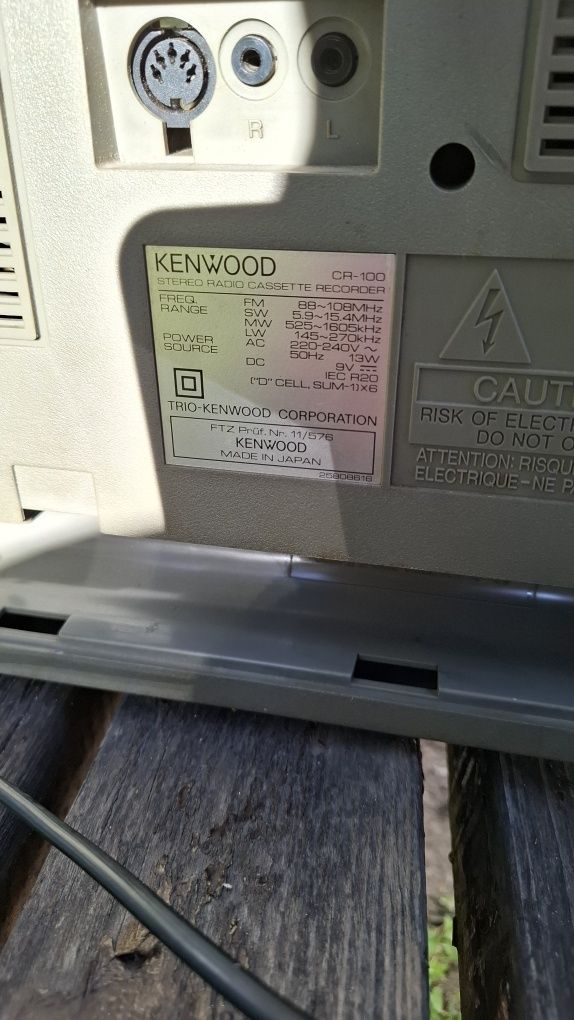 R L
KENWOOD CR-100
STEREO RADIO CASSETTE RECORDER
FREQ. RANGE FM 88~108MHz
SW 5.9~15.4MHz
MW 525~1605kHz
LW 145~270kHz
POWER SOURCE AC 220-240V ~
50Hz 13W
DC 9V ⎓
IEC R20
("D" CELL, SUM-1)×6
TRIO-KENWOOD CORPORATION
FTZ Prüf. Nr. 11/576
KENWOOD
MADE IN JAPAN
25808616
CAUT
RISK OF ELECT
DO NOT O
ATTENTION: RISQU
ELECTRIQUE-NE PA